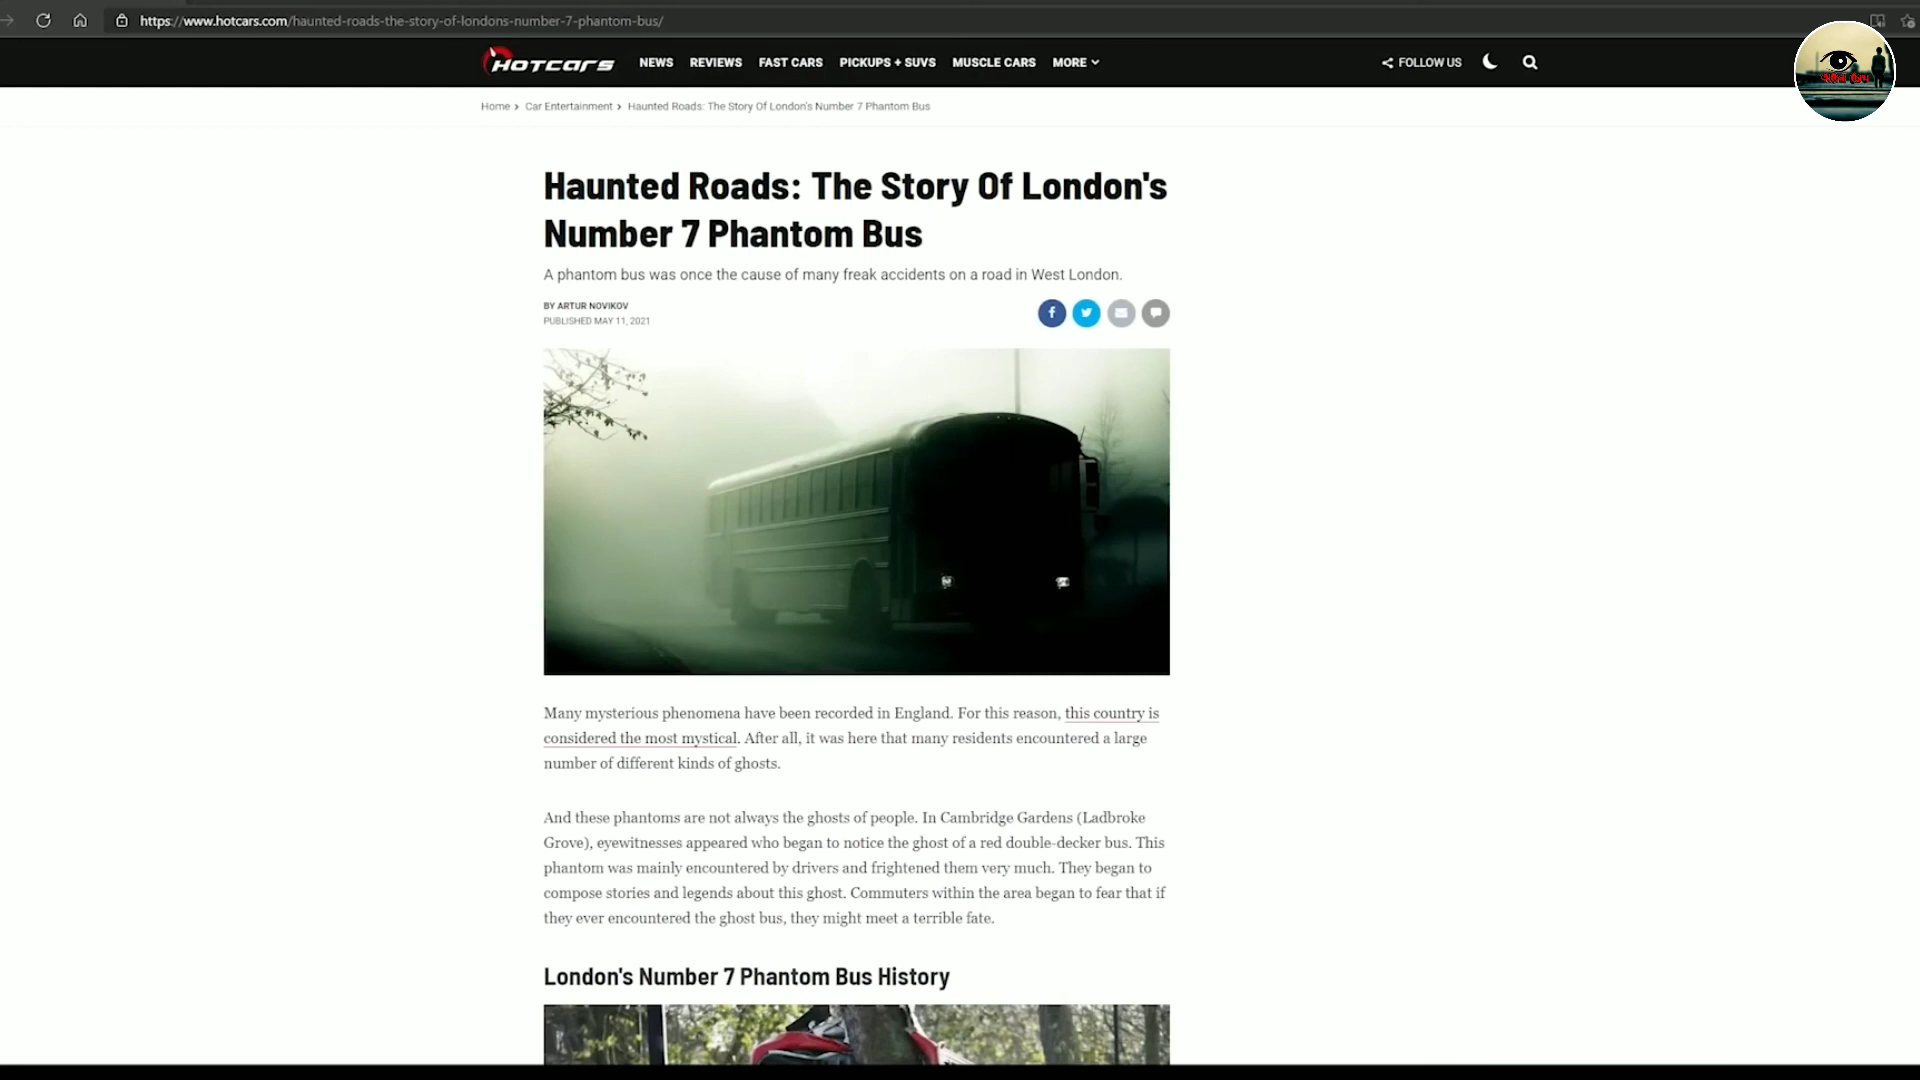 https://www.hotcars.com/haunted-roads-the-story-of-londons-number-7-phantom-bus/
HOTCARS NEWS REVIEWS FAST CARS PICKUPS + SUVS MUSCLE CARS MORE FOLLOW US
Home > Car Entertainment > Haunted Roads: The Story Of London's Number 7 Phantom Bus
Haunted Roads: The Story Of London's
Number 7 Phantom Bus
A phantom bus was once the cause of many freak accidents on a road in West London.
BY ARTUR NOVIKOV
PUBLISHED MAY 11, 2021
Many mysterious phenomena have been recorded in England. For this reason, this country is
considered the most mystical. After all, it was here that many residents encountered a large
number of different kinds of ghosts.
And these phantoms are not always the ghosts of people. In Cambridge Gardens (Ladbroke
Grove), eyewitnesses appeared who began to notice the ghost of a red double-decker bus. This
phantom was mainly encountered by drivers and frightened them very much. They began to
compose stories and legends about this ghost. Commuters within the area began to fear that if
they ever encountered the ghost bus, they might meet a terrible fate.
London's Number 7 Phantom Bus History